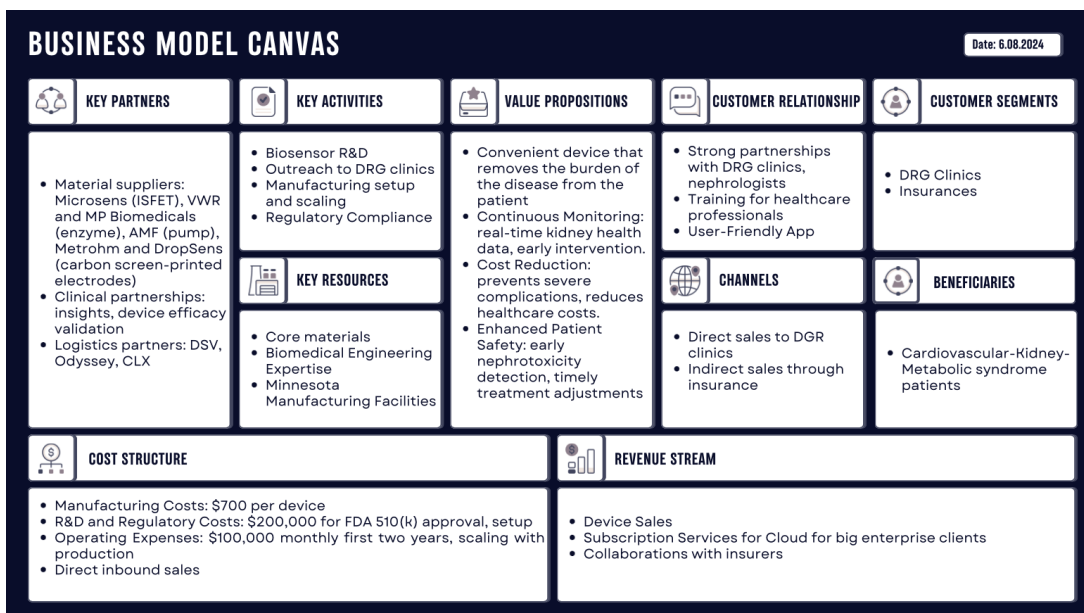 BUSINESS MODEL CANVAS
Date: 6.08.2024
KEY PARTNERS
• Material suppliers:
Microsens (ISFET), VWR
and MP Biomedicals
(enzyme), AMF (pump),
Metrohm and DropSens
(carbon screen-printed
electrodes)
• Clinical partnerships:
insights, device efficacy
validation
• Logistics partners: DSV,
Odyssey, CLX
KEY ACTIVITIES
• Biosensor R&D
• Outreach to DRG clinics
• Manufacturing setup
and scaling
• Regulatory Compliance
KEY RESOURCES
• Core materials
• Biomedical Engineering
Expertise
• Minnesota
Manufacturing Facilities
VALUE PROPOSITIONS
• Convenient device that
removes the burden of
the disease from the
patient
• Continuous Monitoring:
real-time kidney health
data, early intervention.
• Cost Reduction:
prevents severe
complications, reduces
healthcare costs.
• Enhanced Patient
Safety: early
nephrotoxicity
detection, timely
treatment adjustments
CUSTOMER RELATIONSHIP
• Strong partnerships
with DRG clinics,
nephrologists
• Training for healthcare
professionals
• User-Friendly App
CHANNELS
• Direct sales to DGR
clinics
• Indirect sales through
insurance
CUSTOMER SEGMENTS
• DRG Clinics
• Insurances
BENEFICIARIES
• Cardiovascular-Kidney-
Metabolic syndrome
patients
COST STRUCTURE
• Manufacturing Costs: $700 per device
• R&D and Regulatory Costs: $200,000 for FDA 510(k) approval, setup
• Operating Expenses: $100,000 monthly first two years, scaling with
production
• Direct inbound sales
REVENUE STREAM
• Device Sales
• Subscription Services for Cloud for big enterprise clients
• Collaborations with insurers